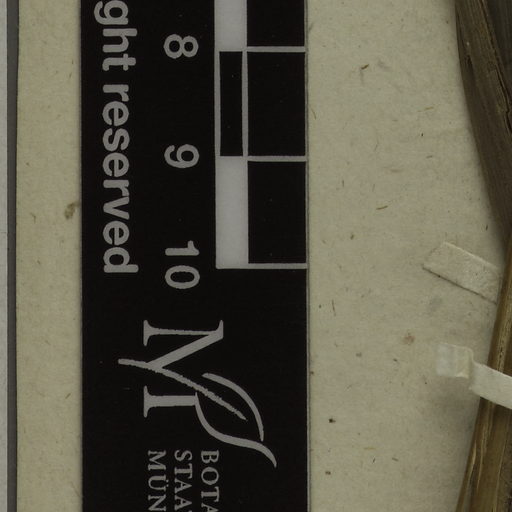 ght reserved
8
9
10
M
BOTA
STAA
MÜN